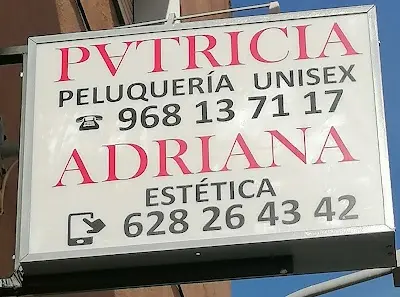 PATRICIA
PELUQUERÍA UNISEX
968 13 71 17
ADRIANA
ESTÉTICA
628 26 43 42